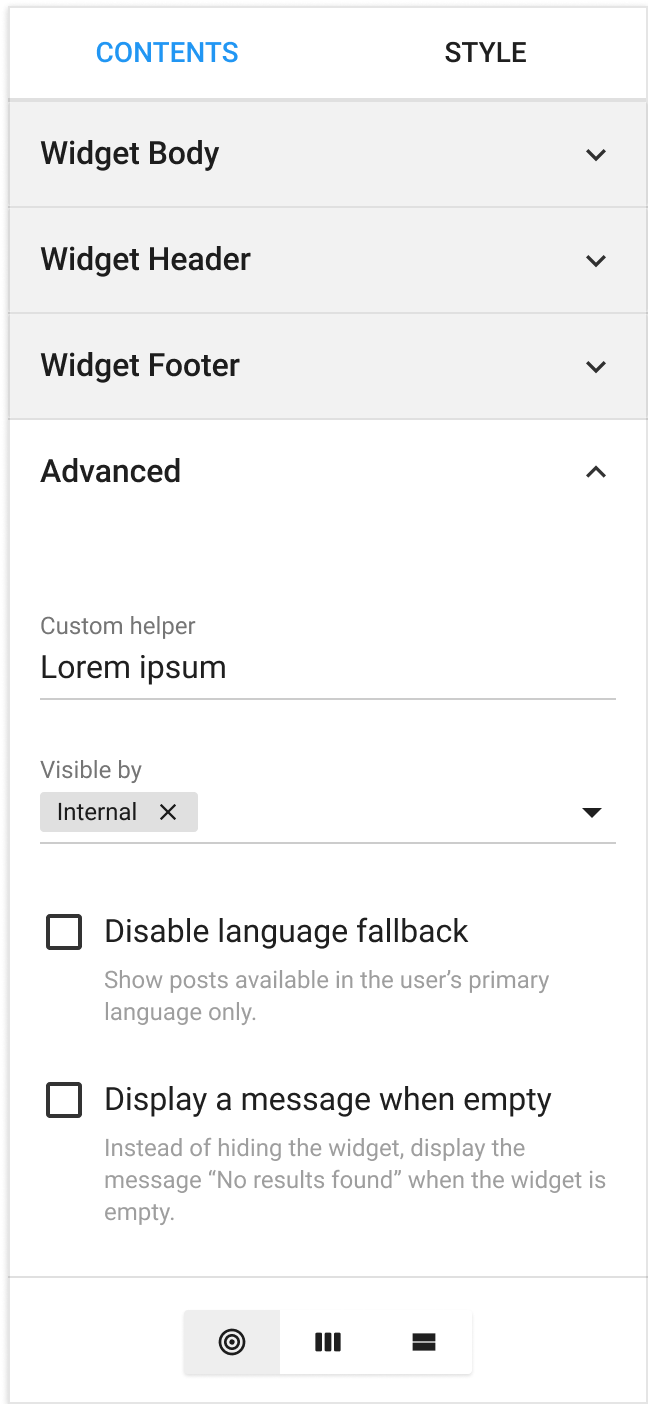 CONTENTS STYLE
Widget Body
Widget Header
Widget Footer
Advanced
Custom helper
Lorem ipsum
Visible by
Internal
Disable language fallback
Show posts available in the user’s primary
language only.
Display a message when empty
Instead of hiding the widget, display the
message “No results found” when the widget is
empty.